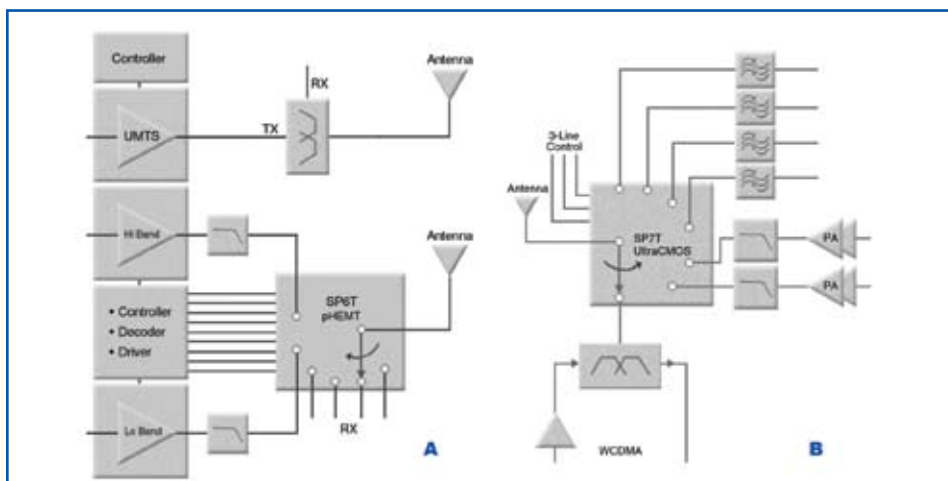 Controller
UMTS
TX
RX
Antenna
Hi Band
• Controller
• Decoder
• Driver
Lo Band
SP6T
pHEMT
Antenna
RX
A
3-Line
Control
Antenna
SP7T
UltraCMOS
PA
PA
WCDMA
B